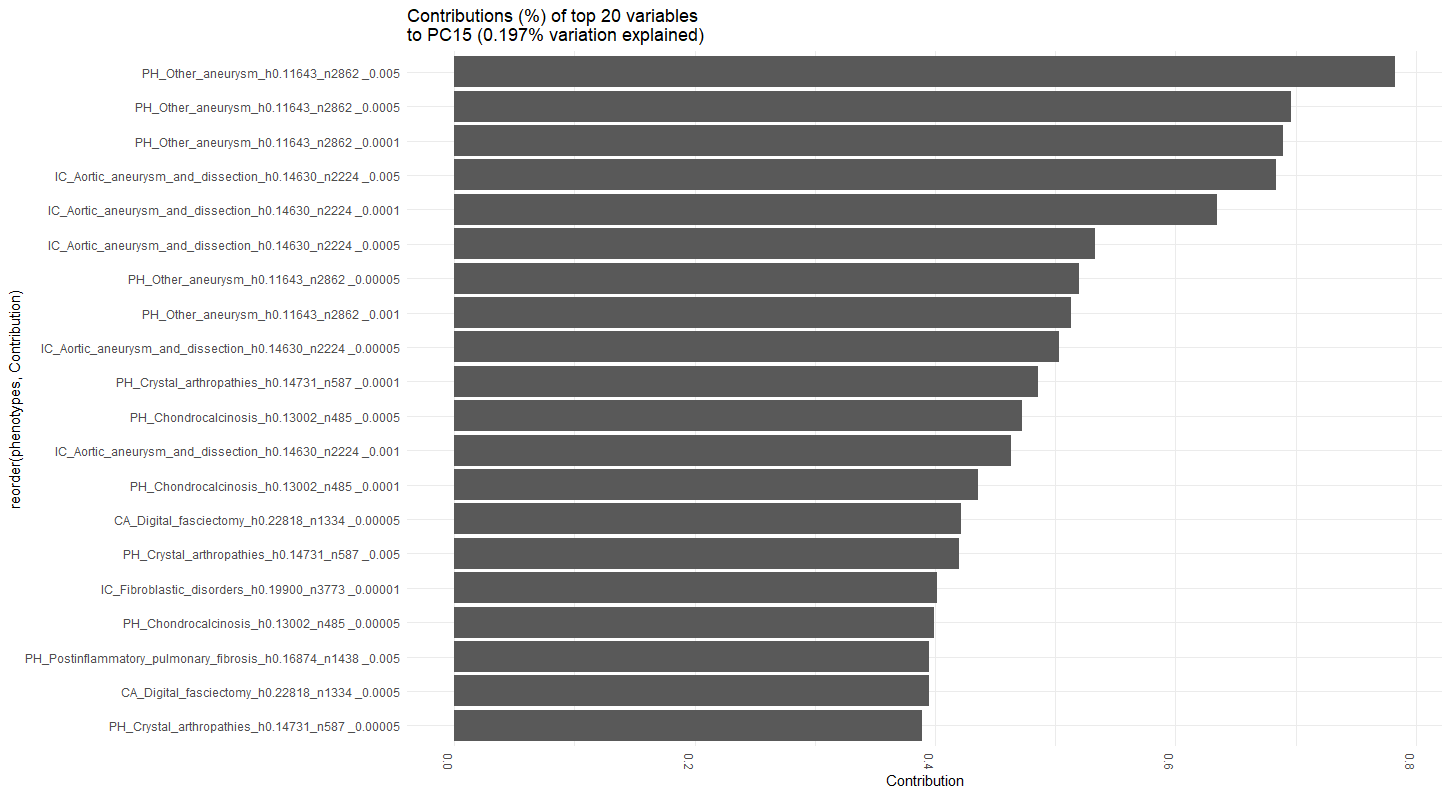 Contributions (%) of top 20 variables
to PC15 (0.197% variation explained)
reorder(phenotypes, Contribution)
PH_Other_aneurysm_h0.11643_n2862 _0.005
PH_Other_aneurysm_h0.11643_n2862 _0.0005
PH_Other_aneurysm_h0.11643_n2862 _0.0001
IC_Aortic_aneurysm_and_dissection_h0.14630_n2224 _0.005
IC_Aortic_aneurysm_and_dissection_h0.14630_n2224 _0.0001
IC_Aortic_aneurysm_and_dissection_h0.14630_n2224 _0.0005
PH_Other_aneurysm_h0.11643_n2862 _0.00005
PH_Other_aneurysm_h0.11643_n2862 _0.001
IC_Aortic_aneurysm_and_dissection_h0.14630_n2224 _0.00005
PH_Crystal_arthropathies_h0.14731_n587 _0.0001
PH_Chondrocalcinosis_h0.13002_n485 _0.0005
IC_Aortic_aneurysm_and_dissection_h0.14630_n2224 _0.001
PH_Chondrocalcinosis_h0.13002_n485 _0.0001
CA_Digital_fasciectomy_h0.22818_n1334 _0.00005
PH_Crystal_arthropathies_h0.14731_n587 _0.005
IC_Fibroblastic_disorders_h0.19900_n3773 _0.00001
PH_Chondrocalcinosis_h0.13002_n485 _0.00005
PH_Postinflammatory_pulmonary_fibrosis_h0.16874_n1438 _0.005
CA_Digital_fasciectomy_h0.22818_n1334 _0.0005
PH_Crystal_arthropathies_h0.14731_n587 _0.00005
0.0
0.2
0.4
0.6
0.8
Contribution